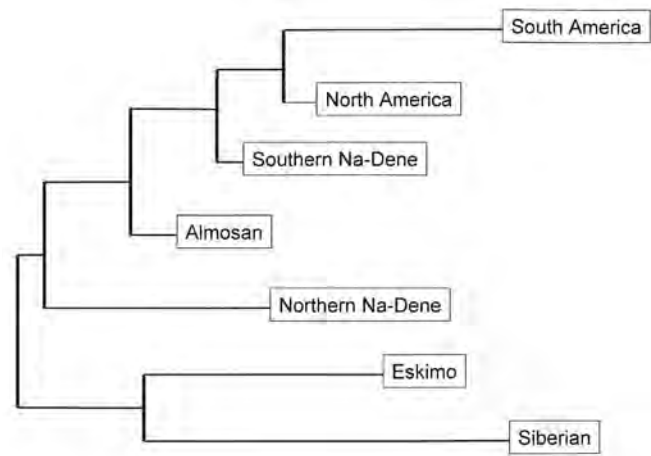 South America
North America
Southern Na-Dene
Almosan
Northern Na-Dene
Eskimo
Siberian